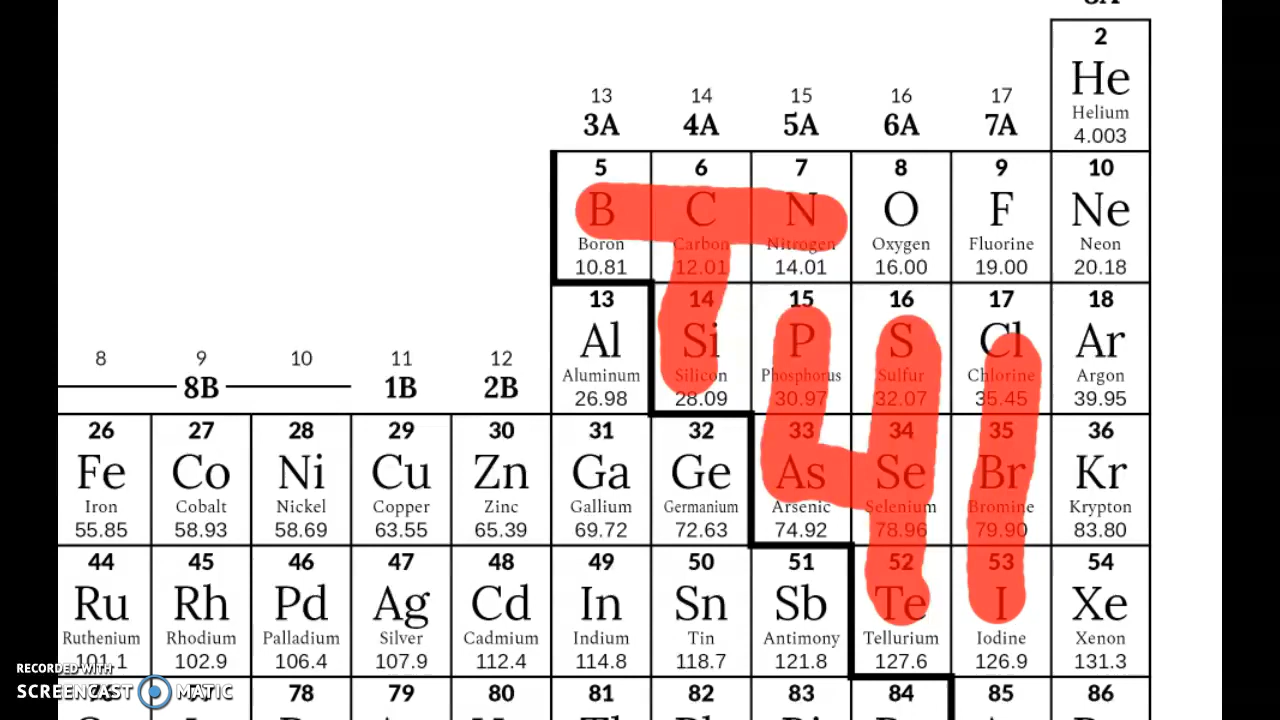 2
He
Helium
4.003
13 14 15 16 17
3A 4A 5A 6A 7A
5 6 7 8 9 10
B C N O F Ne
Boron Carbon Nitrogen Oxygen Fluorine Neon
10.81 12.01 14.01 16.00 19.00 20.18
13 14 15 16 17 18
Al Si P S Cl Ar
8 9 10 11 12
Aluminum Silicon Phosphorus Sulfur Chlorine Argon
8B 1B 2B
26.98 28.09 30.97 32.07 35.45 39.95
26 27 28 29 30 31 32 33 34 35 36
Fe Co Ni Cu Zn Ga Ge As Se Br Kr
Iron Cobalt Nickel Copper Zinc Gallium Germanium Arsenic Selenium Bromine Krypton
55.85 58.93 58.69 63.55 65.39 69.72 72.63 74.92 78.96 79.90 83.80
44 45 46 47 48 49 50 51 52 53 54
Ru Rh Pd Ag Cd In Sn Sb Te I Xe
Ruthenium Rhodium Palladium Silver Cadmium Indium Tin Antimony Tellurium Iodine Xenon
101.1 102.9 106.4 107.9 112.4 114.8 118.7 121.8 127.6 126.9 131.3
RECORDED WITH
SCREENCAST MATIC
78 79 80 81 82 83 84 85 86